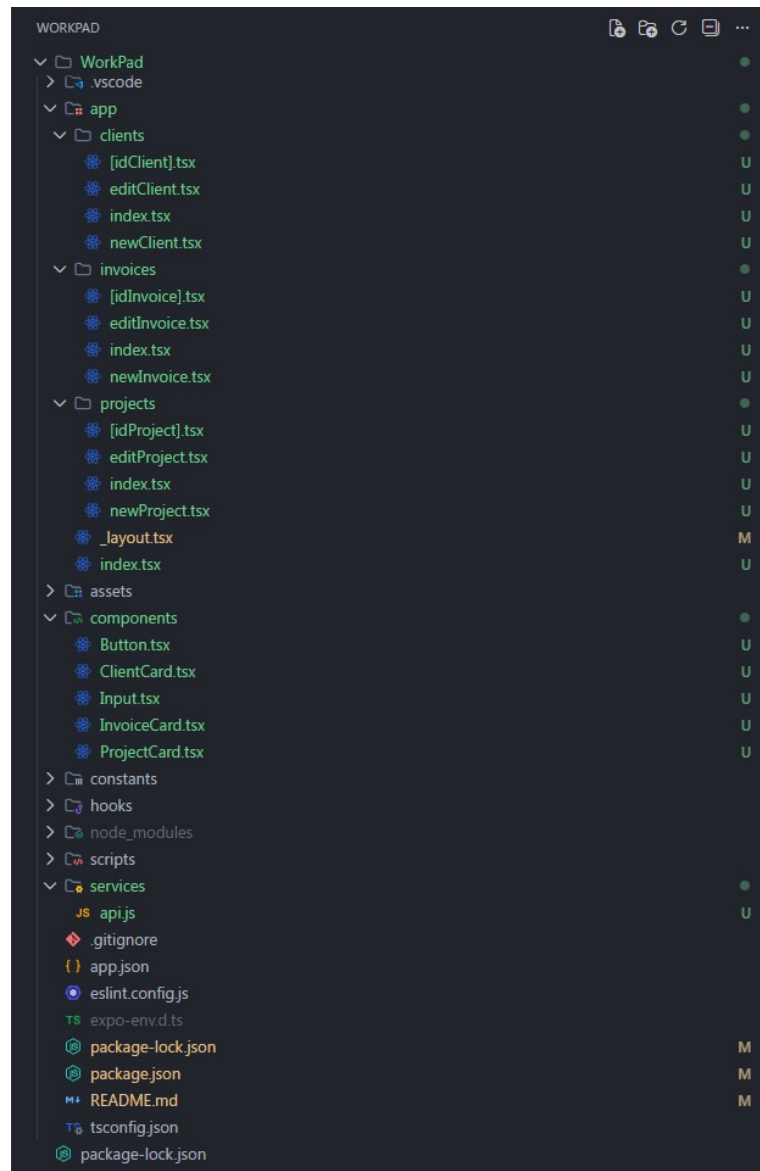 WORKPAD
WorkPad
.vscode
app
clients
[idClient].tsx U
editClient.tsx U
index.tsx U
newClient.tsx U
invoices
[idInvoice].tsx U
editInvoice.tsx U
index.tsx U
newInvoice.tsx U
projects
[idProject].tsx U
editProject.tsx U
index.tsx U
newProject.tsx U
_layout.tsx M
index.tsx U
assets
components
Button.tsx U
ClientCard.tsx U
Input.tsx U
InvoiceCard.tsx U
ProjectCard.tsx U
constants
hooks
node_modules
scripts
services
JS api.js U
.gitignore
{ } app.json
eslint.config.js
TS expo-env.d.ts
package-lock.json M
package.json M
M↓ README.md M
TS tsconfig.json
package-lock.json